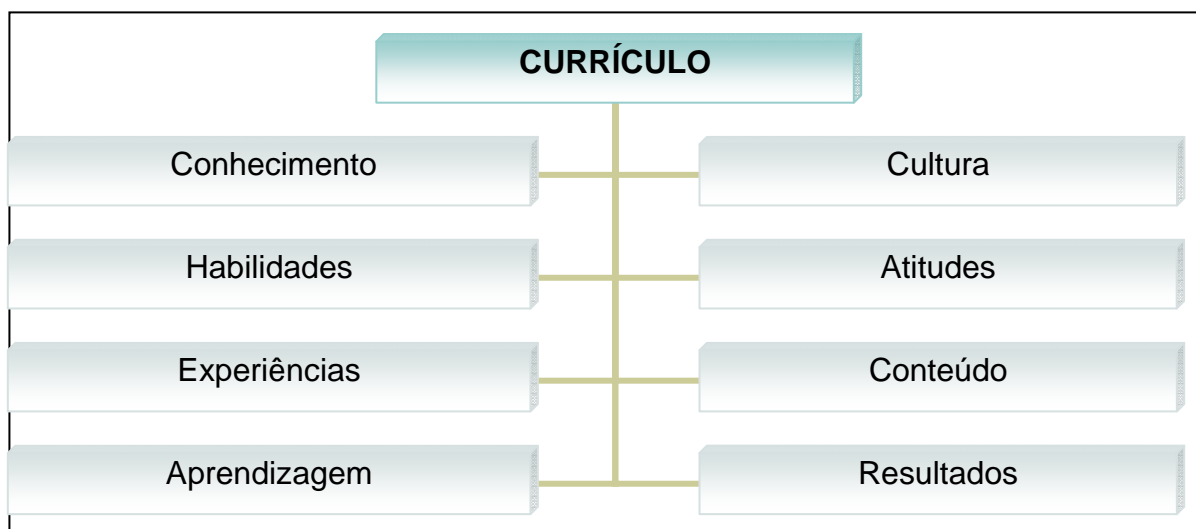 CURRÍCULO
Conhecimento
Cultura
Habilidades
Atitudes
Experiências
Conteúdo
Aprendizagem
Resultados